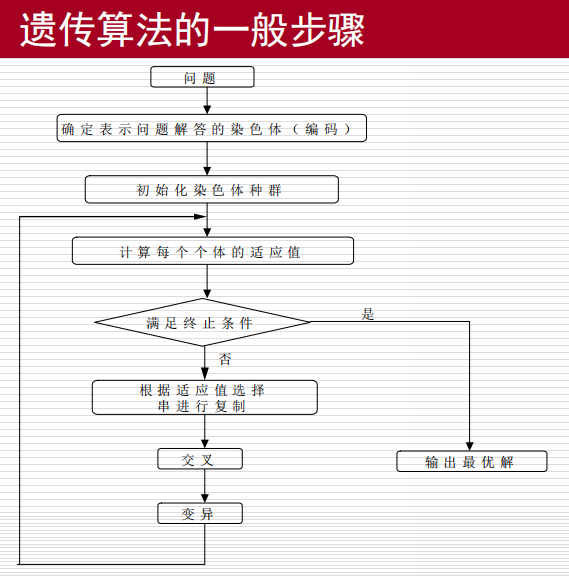 遗传算法的一般步骤
问题
确定表示问题解答的染色体（编码）
初始化染色体种群
计算每个个体的适应值
满足终止条件
是
否
根据适应值选择
串进行复制
交叉
输出最优解
变异